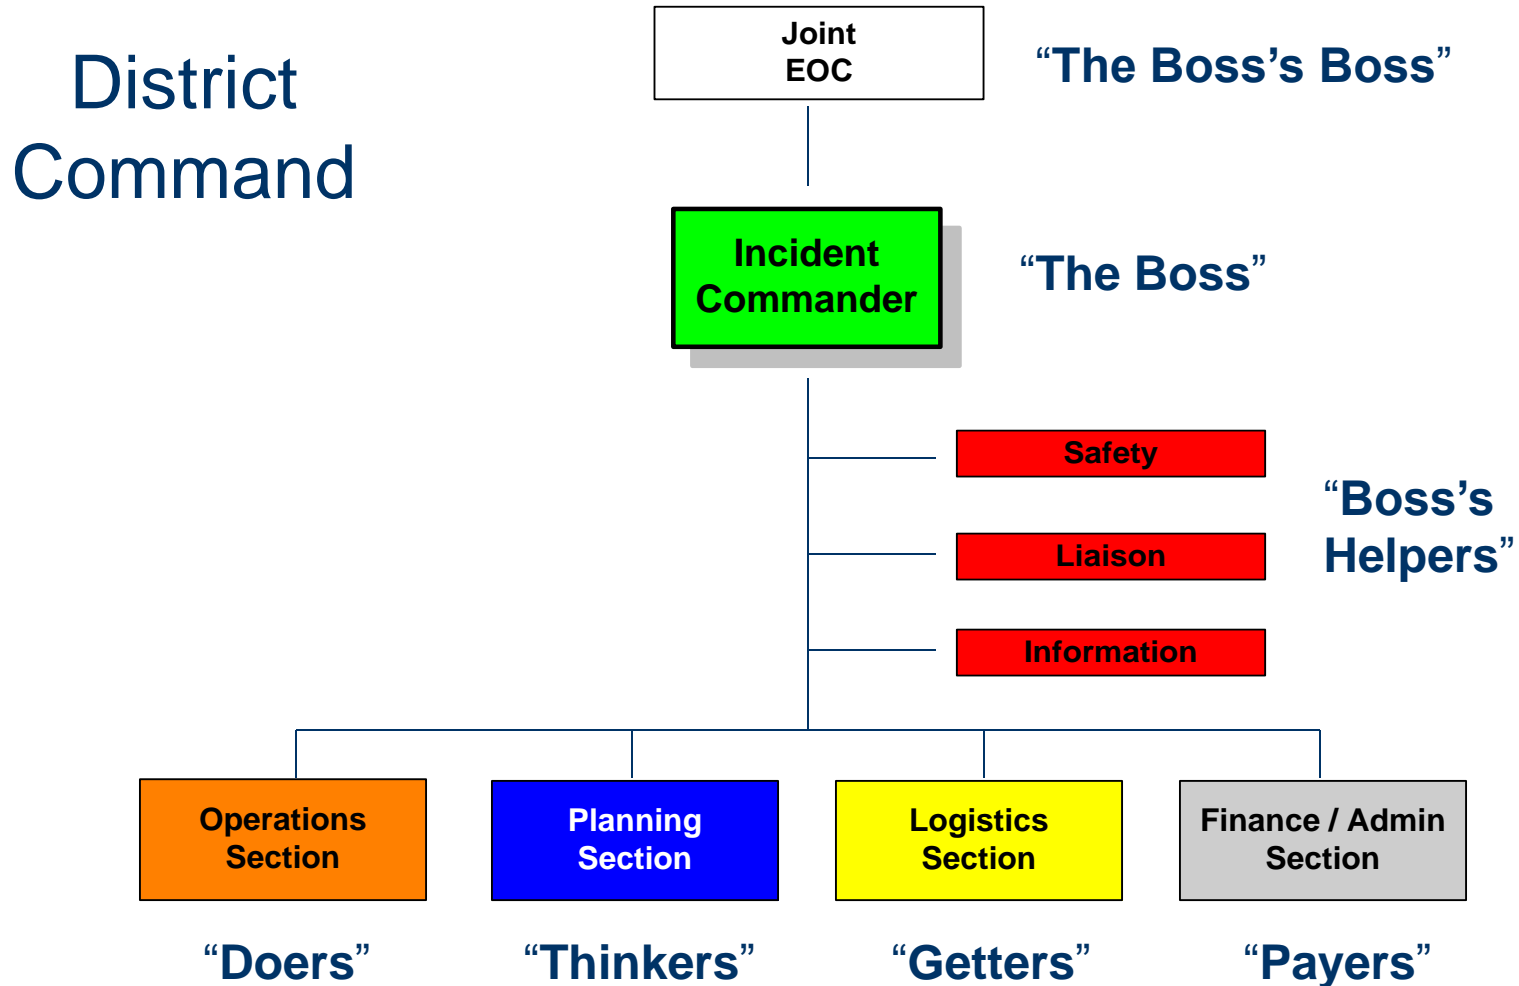 District
Command
Joint
EOC
“The Boss’s Boss”
Incident
Commander
“The Boss”
Safety
Liaison
Information
“Boss’s
Helpers”
Operations
Section
Planning
Section
Logistics
Section
Finance / Admin
Section
“Doers”
“Thinkers”
“Getters”
“Payers”